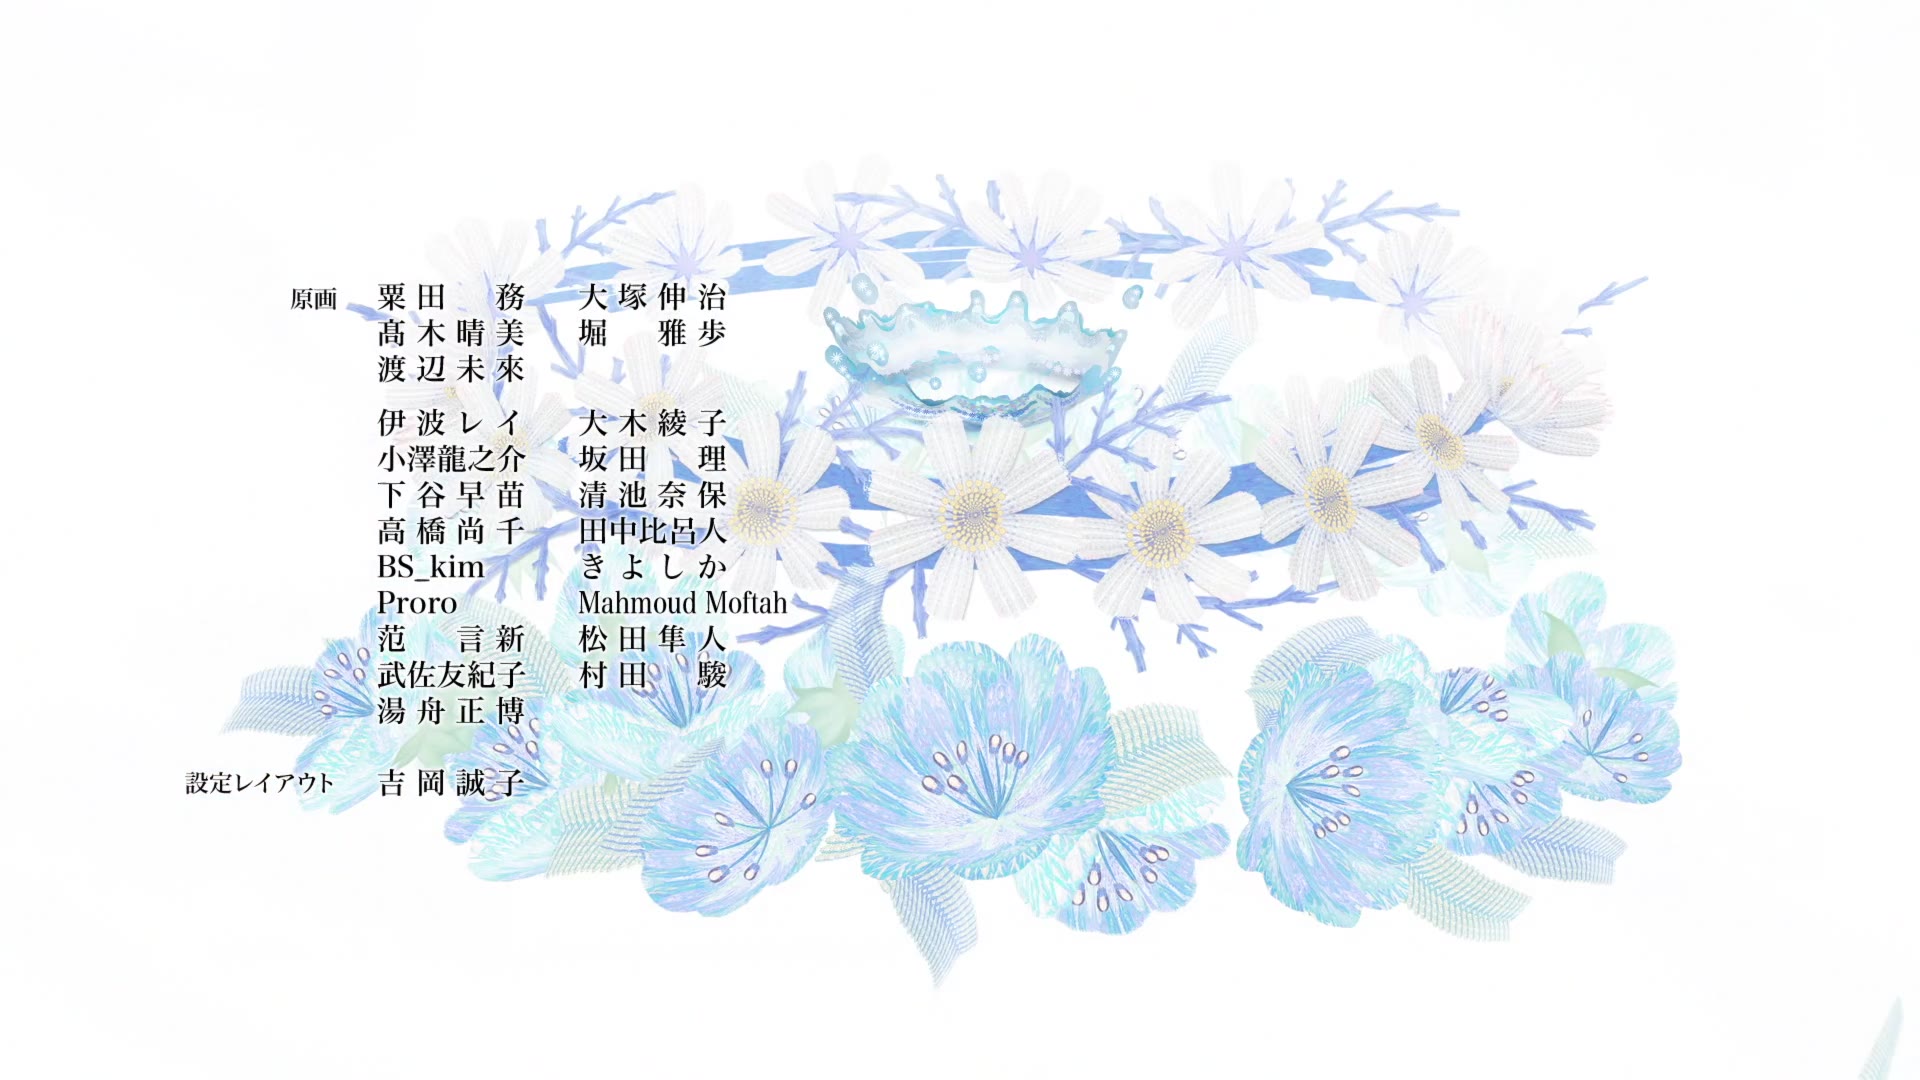 原画 粟田 務 大塚伸治
髙木晴美 堀 雅歩
渡辺未來
伊波レイ 大木綾子
小澤龍之介 坂田 理
下谷早苗 清池奈保
高橋尚千 田中比呂人
BS_kim きよしか
Proro Mahmoud Moftah
范 言新 松田隼人
武佐友紀子 村田 駿
湯舟正博
設定レイアウト 吉岡誠子